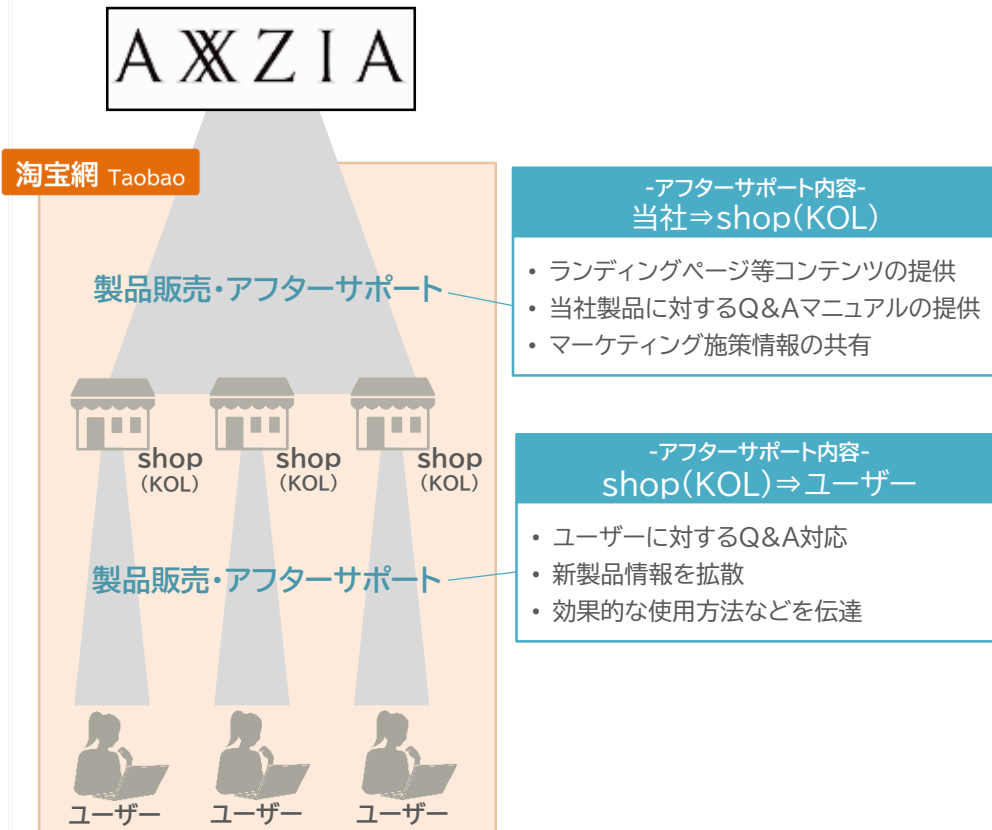 AXXZIA
淘宝網 Taobao
-アフターサポート内容-
当社⇒shop(KOL)
製品販売・アフターサポート
• ランディングページ等コンテンツの提供
• 当社製品に対するQ&Aマニュアルの提供
• マーケティング施策情報の共有
shop
(KOL)
shop
(KOL)
shop
(KOL)
-アフターサポート内容-
shop(KOL)⇒ユーザー
製品販売・アフターサポート
• ユーザーに対するQ&A対応
• 新製品情報を拡散
• 効果的な使用方法などを伝達
ユーザー
ユーザー
ユーザー